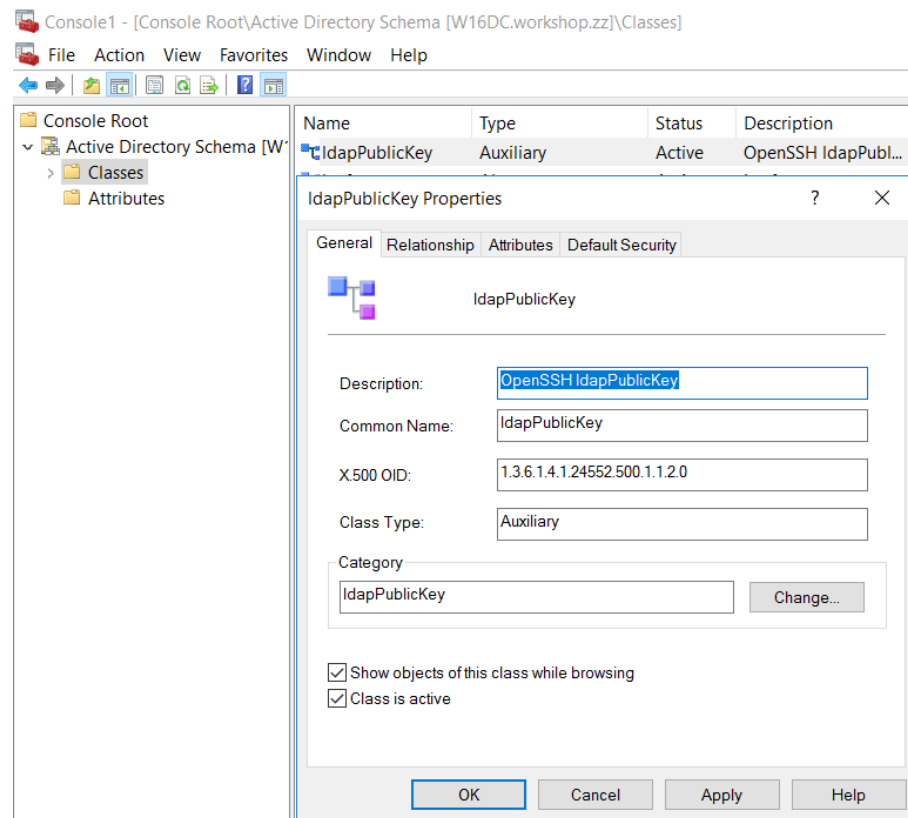 Console1 - [Console Root\Active Directory Schema [W16DC.workshop.zz]\Classes]
File Action View Favorites Window Help
Console Root
Active Directory Schema [W
Classes
Attributes
Name Type Status Description
ldapPublicKey Auxiliary Active OpenSSH ldapPubl...
ldapPublicKey Properties ?
General Relationship Attributes Default Security
ldapPublicKey
Description: OpenSSH ldapPublicKey
Common Name: ldapPublicKey
X.500 OID: 1.3.6.1.4.1.24552.500.1.1.2.0
Class Type: Auxiliary
Category
ldapPublicKey Change...
Show objects of this class while browsing
Class is active
OK Cancel Apply Help